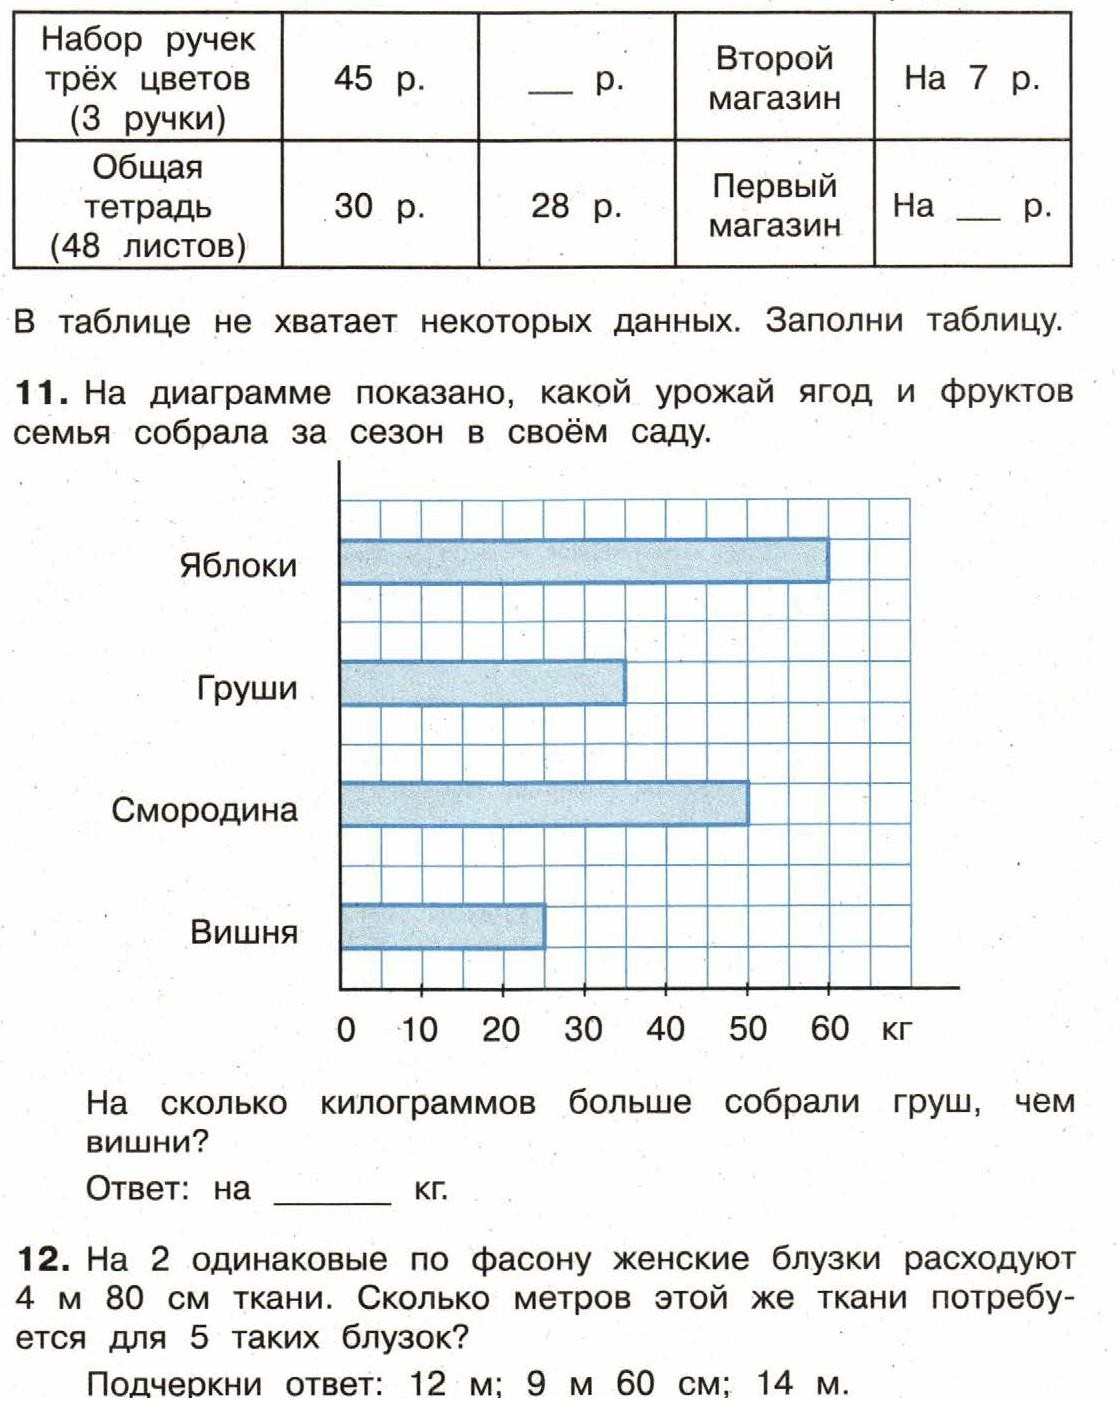 Набор ручек трёх цветов (3 ручки) 45 р. __ р. Второй магазин На 7 р.
Общая тетрадь (48 листов) 30 р. 28 р. Первый магазин На __ р.
В таблице не хватает некоторых данных. Заполни таблицу.
11. На диаграмме показано, какой урожай ягод и фруктов
семья собрала за сезон в своём саду.
Яблоки
Груши
Смородина
Вишня
0 10 20 30 40 50 60 кг
На сколько килограммов больше собрали груш, чем
вишни?
Ответ: на ______ кг.
12. На 2 одинаковые по фасону женские блузки расходуют
4 м 80 см ткани. Сколько метров этой же ткани потребу-
ется для 5 таких блузок?
Подчеркни ответ: 12 м; 9 м 60 см; 14 м.